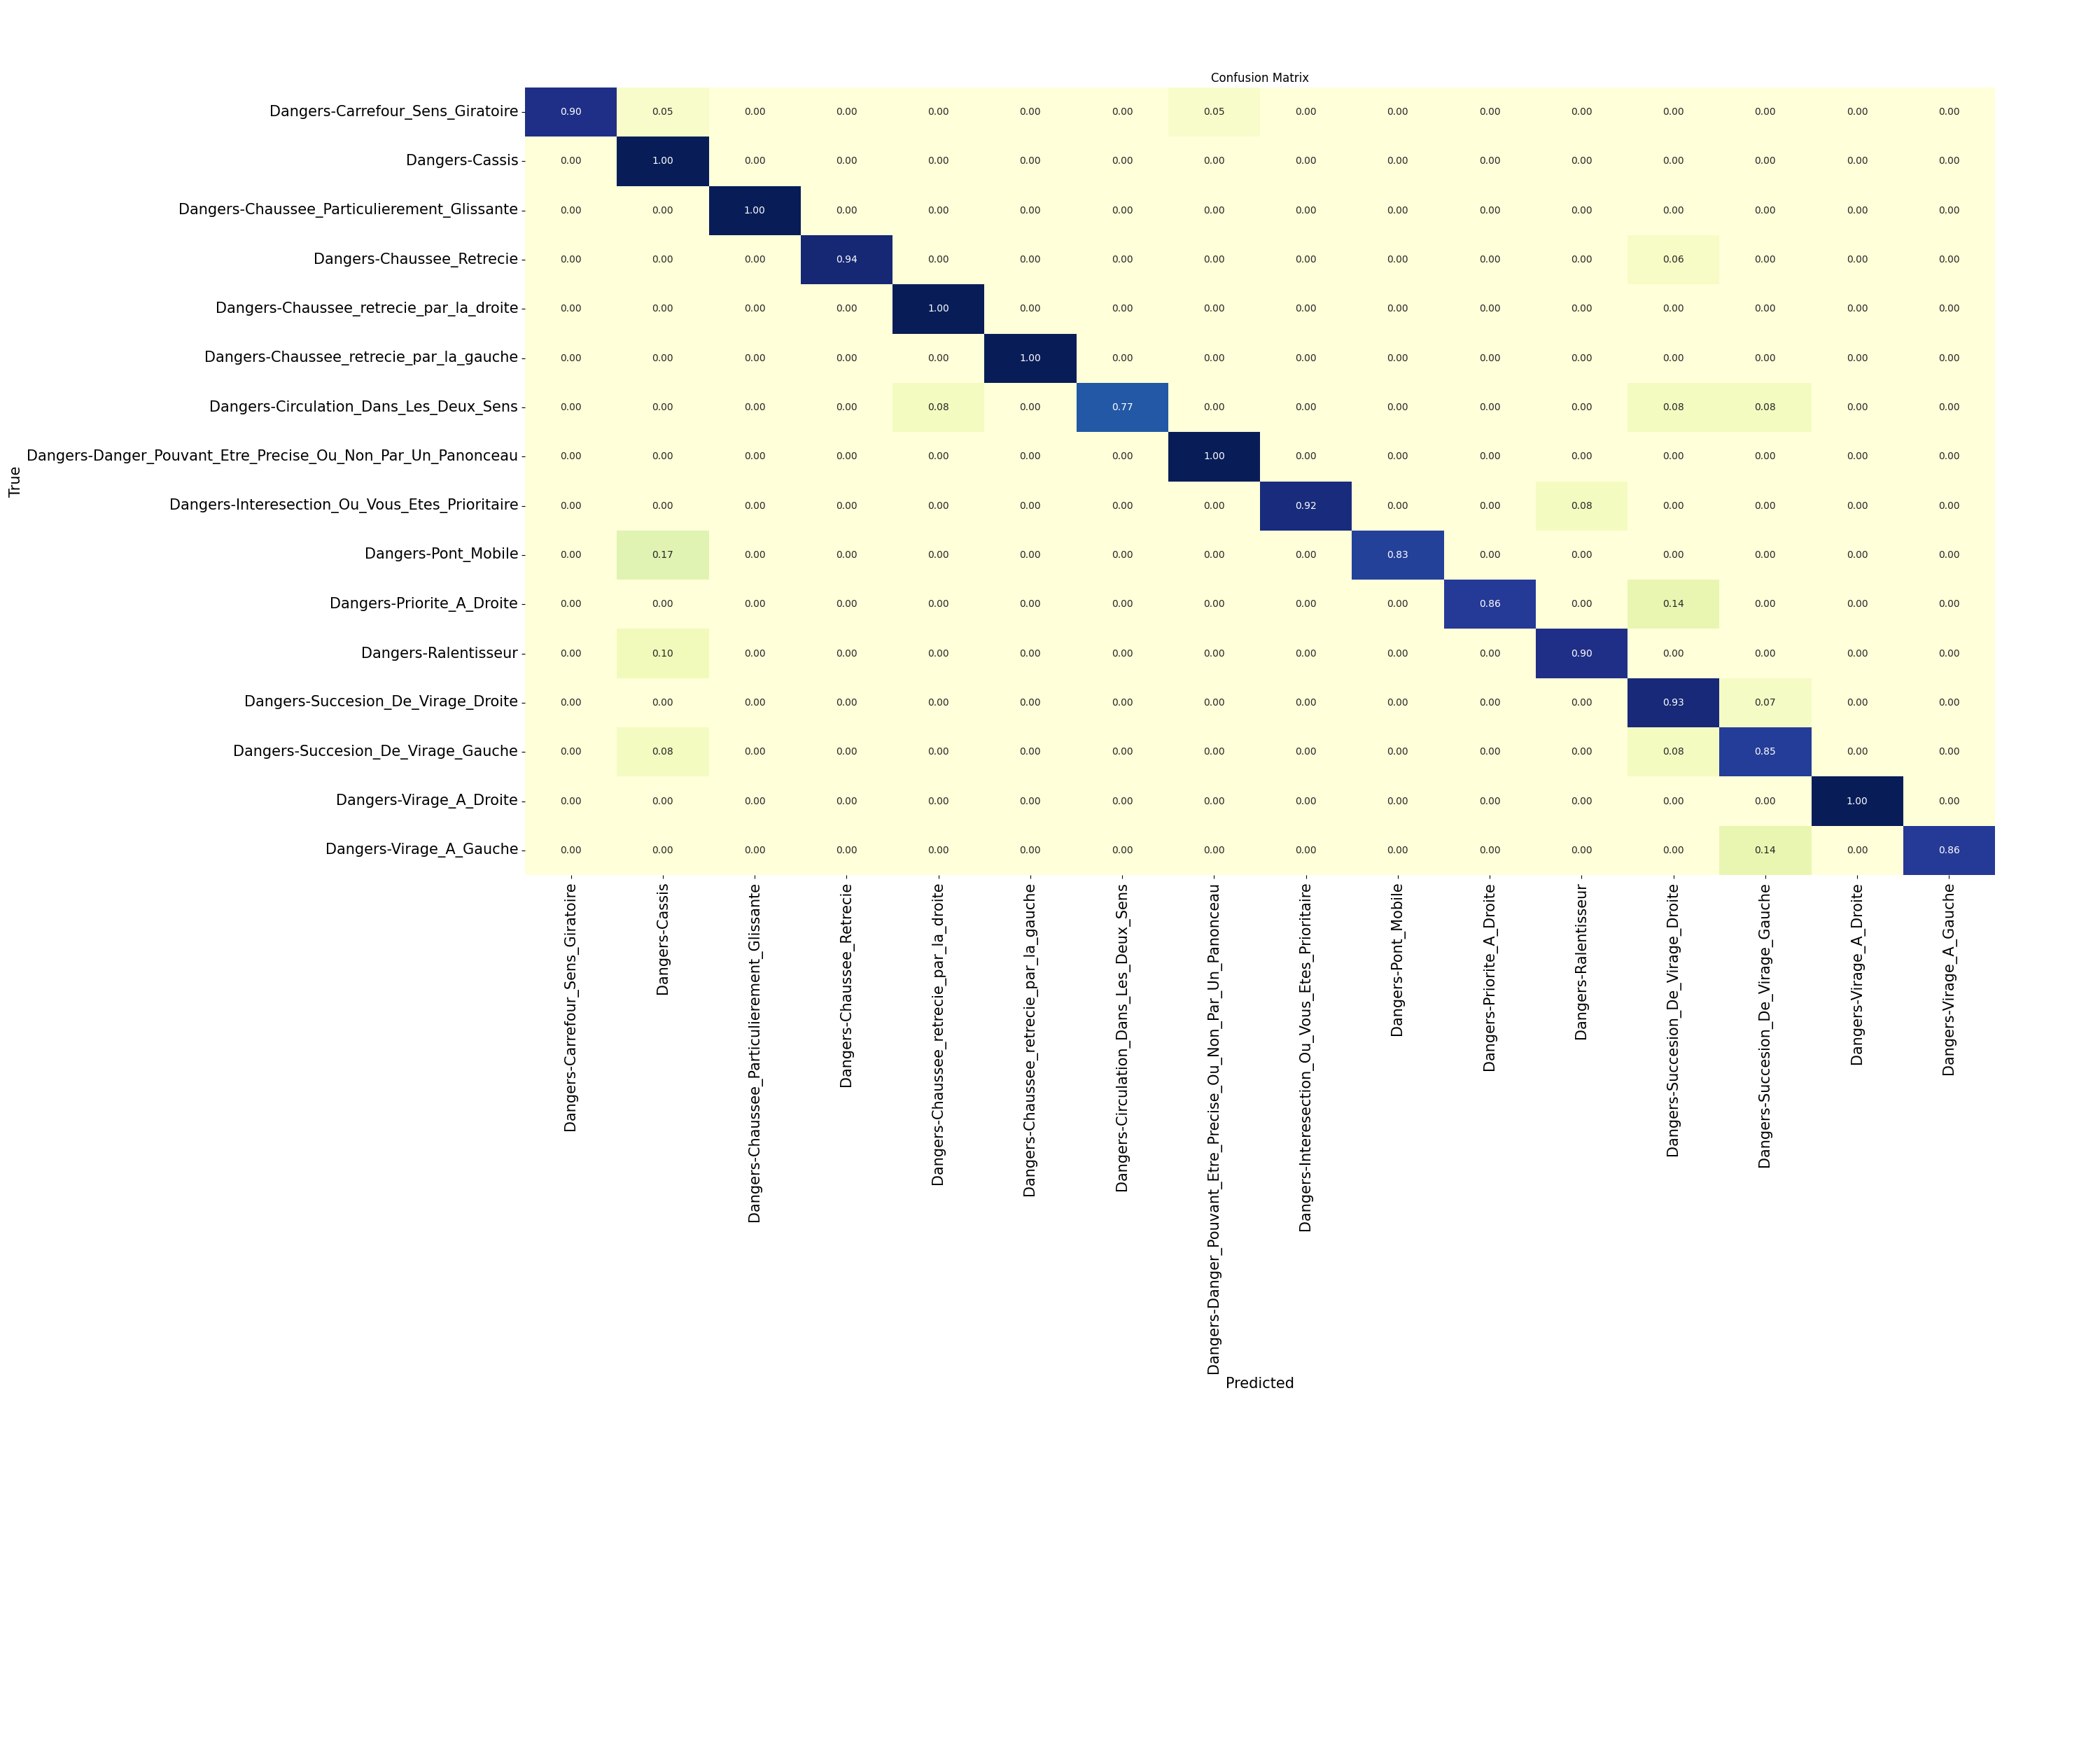 Confusion Matrix
Dangers-Carrefour_Sens_Giratoire 0.90 0.05 0.00 0.00 0.00 0.00 0.00 0.05 0.00 0.00 0.00 0.00 0.00 0.00 0.00 0.00
Dangers-Cassis 0.00 1.00 0.00 0.00 0.00 0.00 0.00 0.00 0.00 0.00 0.00 0.00 0.00 0.00 0.00 0.00
Dangers-Chaussee_Particulierement_Glissante 0.00 0.00 1.00 0.00 0.00 0.00 0.00 0.00 0.00 0.00 0.00 0.00 0.00 0.00 0.00 0.00
Dangers-Chaussee_Retrecie 0.00 0.00 0.00 0.94 0.00 0.00 0.00 0.00 0.00 0.00 0.00 0.00 0.06 0.00 0.00 0.00
Dangers-Chaussee_retrecie_par_la_droite 0.00 0.00 0.00 0.00 1.00 0.00 0.00 0.00 0.00 0.00 0.00 0.00 0.00 0.00 0.00 0.00
Dangers-Chaussee_retrecie_par_la_gauche 0.00 0.00 0.00 0.00 0.00 1.00 0.00 0.00 0.00 0.00 0.00 0.00 0.00 0.00 0.00 0.00
Dangers-Circulation_Dans_Les_Deux_Sens 0.00 0.00 0.00 0.00 0.08 0.00 0.77 0.00 0.00 0.00 0.00 0.00 0.08 0.08 0.00 0.00
Dangers-Danger_Pouvant_Etre_Precise_Ou_Non_Par_Un_Panonceau 0.00 0.00 0.00 0.00 0.00 0.00 0.00 1.00 0.00 0.00 0.00 0.00 0.00 0.00 0.00 0.00
True
Dangers-Interesection_Ou_Vous_Etes_Prioritaire 0.00 0.00 0.00 0.00 0.00 0.00 0.00 0.00 0.92 0.00 0.00 0.08 0.00 0.00 0.00 0.00
Dangers-Pont_Mobile 0.00 0.17 0.00 0.00 0.00 0.00 0.00 0.00 0.00 0.83 0.00 0.00 0.00 0.00 0.00 0.00
Dangers-Priorite_A_Droite 0.00 0.00 0.00 0.00 0.00 0.00 0.00 0.00 0.00 0.00 0.86 0.00 0.14 0.00 0.00 0.00
Dangers-Ralentisseur 0.00 0.10 0.00 0.00 0.00 0.00 0.00 0.00 0.00 0.00 0.00 0.90 0.00 0.00 0.00 0.00
Dangers-Succesion_De_Virage_Droite 0.00 0.00 0.00 0.00 0.00 0.00 0.00 0.00 0.00 0.00 0.00 0.00 0.93 0.07 0.00 0.00
Dangers-Succesion_De_Virage_Gauche 0.00 0.08 0.00 0.00 0.00 0.00 0.00 0.00 0.00 0.00 0.00 0.00 0.08 0.85 0.00 0.00
Dangers-Virage_A_Droite 0.00 0.00 0.00 0.00 0.00 0.00 0.00 0.00 0.00 0.00 0.00 0.00 0.00 0.00 1.00 0.00
Dangers-Virage_A_Gauche 0.00 0.00 0.00 0.00 0.00 0.00 0.00 0.00 0.00 0.00 0.00 0.00 0.00 0.14 0.00 0.86
Dangers-Carrefour_Sens_Giratoire
Dangers-Cassis
Dangers-Chaussee_Particulierement_Glissante
Dangers-Chaussee_Retrecie
Dangers-Chaussee_retrecie_par_la_droite
Dangers-Chaussee_retrecie_par_la_gauche
Dangers-Circulation_Dans_Les_Deux_Sens
Dangers-Danger_Pouvant_Etre_Precise_Ou_Non_Par_Un_Panonceau
Dangers-Interesection_Ou_Vous_Etes_Prioritaire
Dangers-Pont_Mobile
Dangers-Priorite_A_Droite
Dangers-Ralentisseur
Dangers-Succesion_De_Virage_Droite
Dangers-Succesion_De_Virage_Gauche
Dangers-Virage_A_Droite
Dangers-Virage_A_Gauche
Predicted